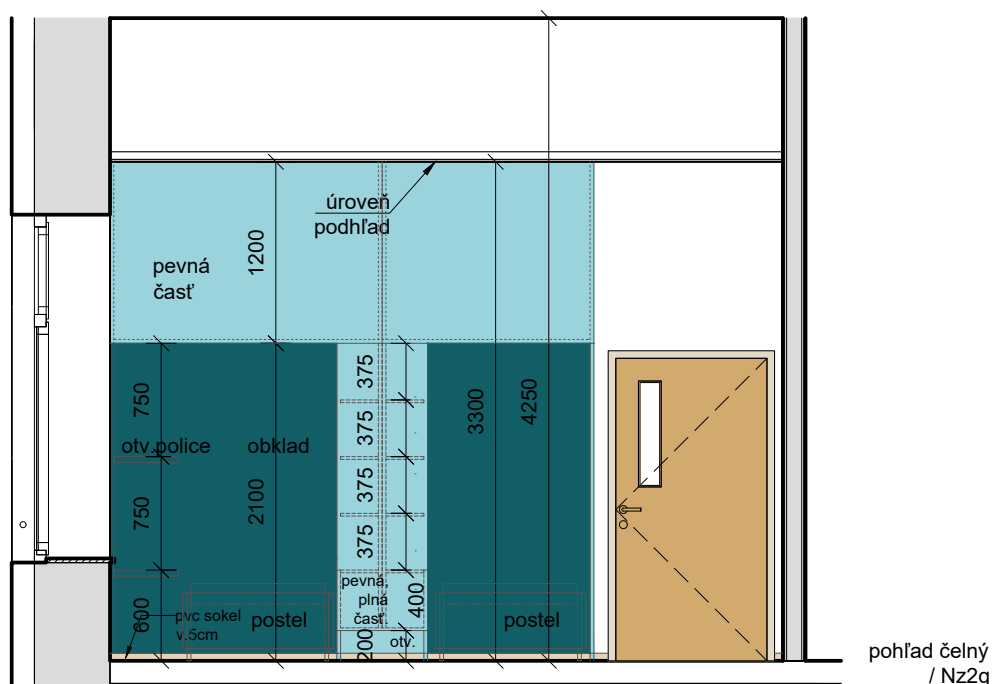 úroveň
podhľad
pevná
časť
1200
750
375
375
375
375
3300
4250
otv.police
obklad
2100
750
600
pvc sokel
v.5cm
postel
pevná,
plná
časť.
400
200
otv.
postel
pohľad čelný
/ Nz2g